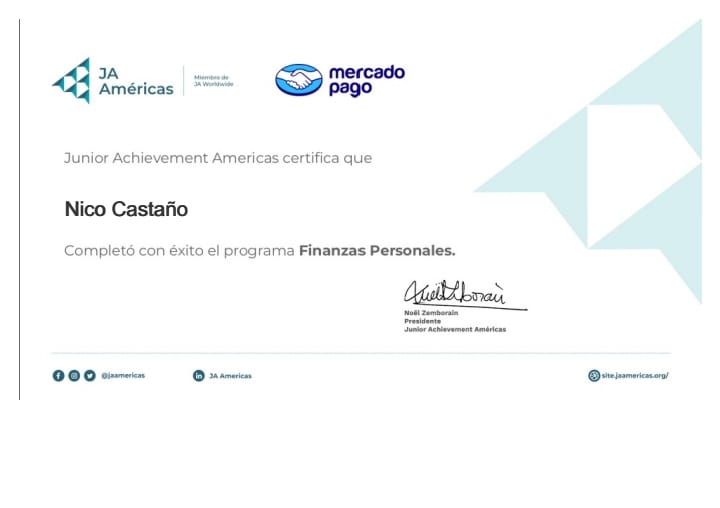 JA
Américas
Miembro de
JA Worldwide
mercado
pago
Junior Achievement Americas certifica que
Nico Castaño
Completó con éxito el programa Finanzas Personales.
Noël Zemborain
Presidente
Junior Achievement Américas
@jaamericas
JA Americas
site.jaamericas.org/